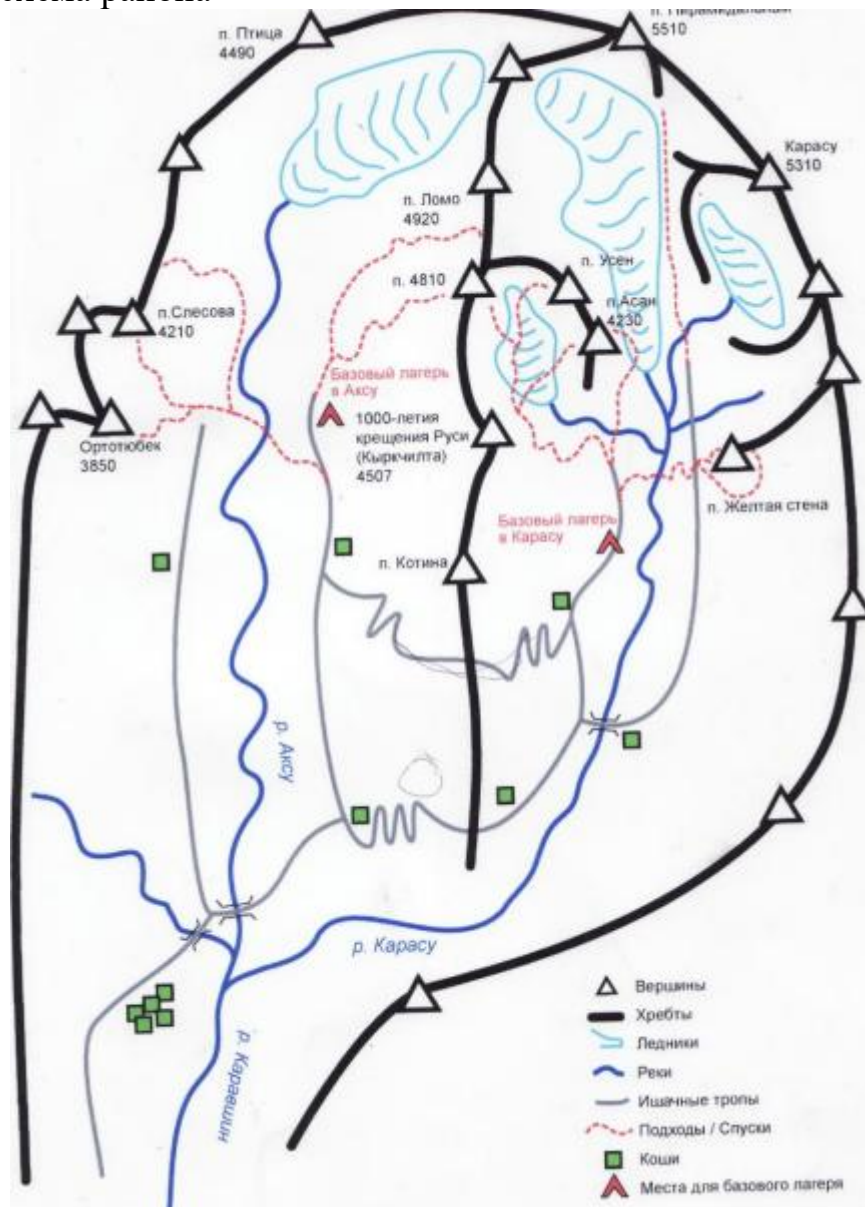 района
п. Птица
4490
п. Пирамидальный
5510
Карасу
5310
п. Ломо
4920
п. Усен
п. 4810
п.Асан
4230
п.Слесова
4210
Базовый лагерь
в Аксу
1000-летия
крещения Руси
(Кыркчилта)
4507
Ортотюбек
3850
п. Желтая стена
Базовый лагерь
в Карасу
п. Котина
р. Аксу
р. Карасу
р. Каравшин
Вершины
Хребты
Ледники
Реки
Ишачные тропы
Подходы / Спуски
Коши
Места для базового лагеря